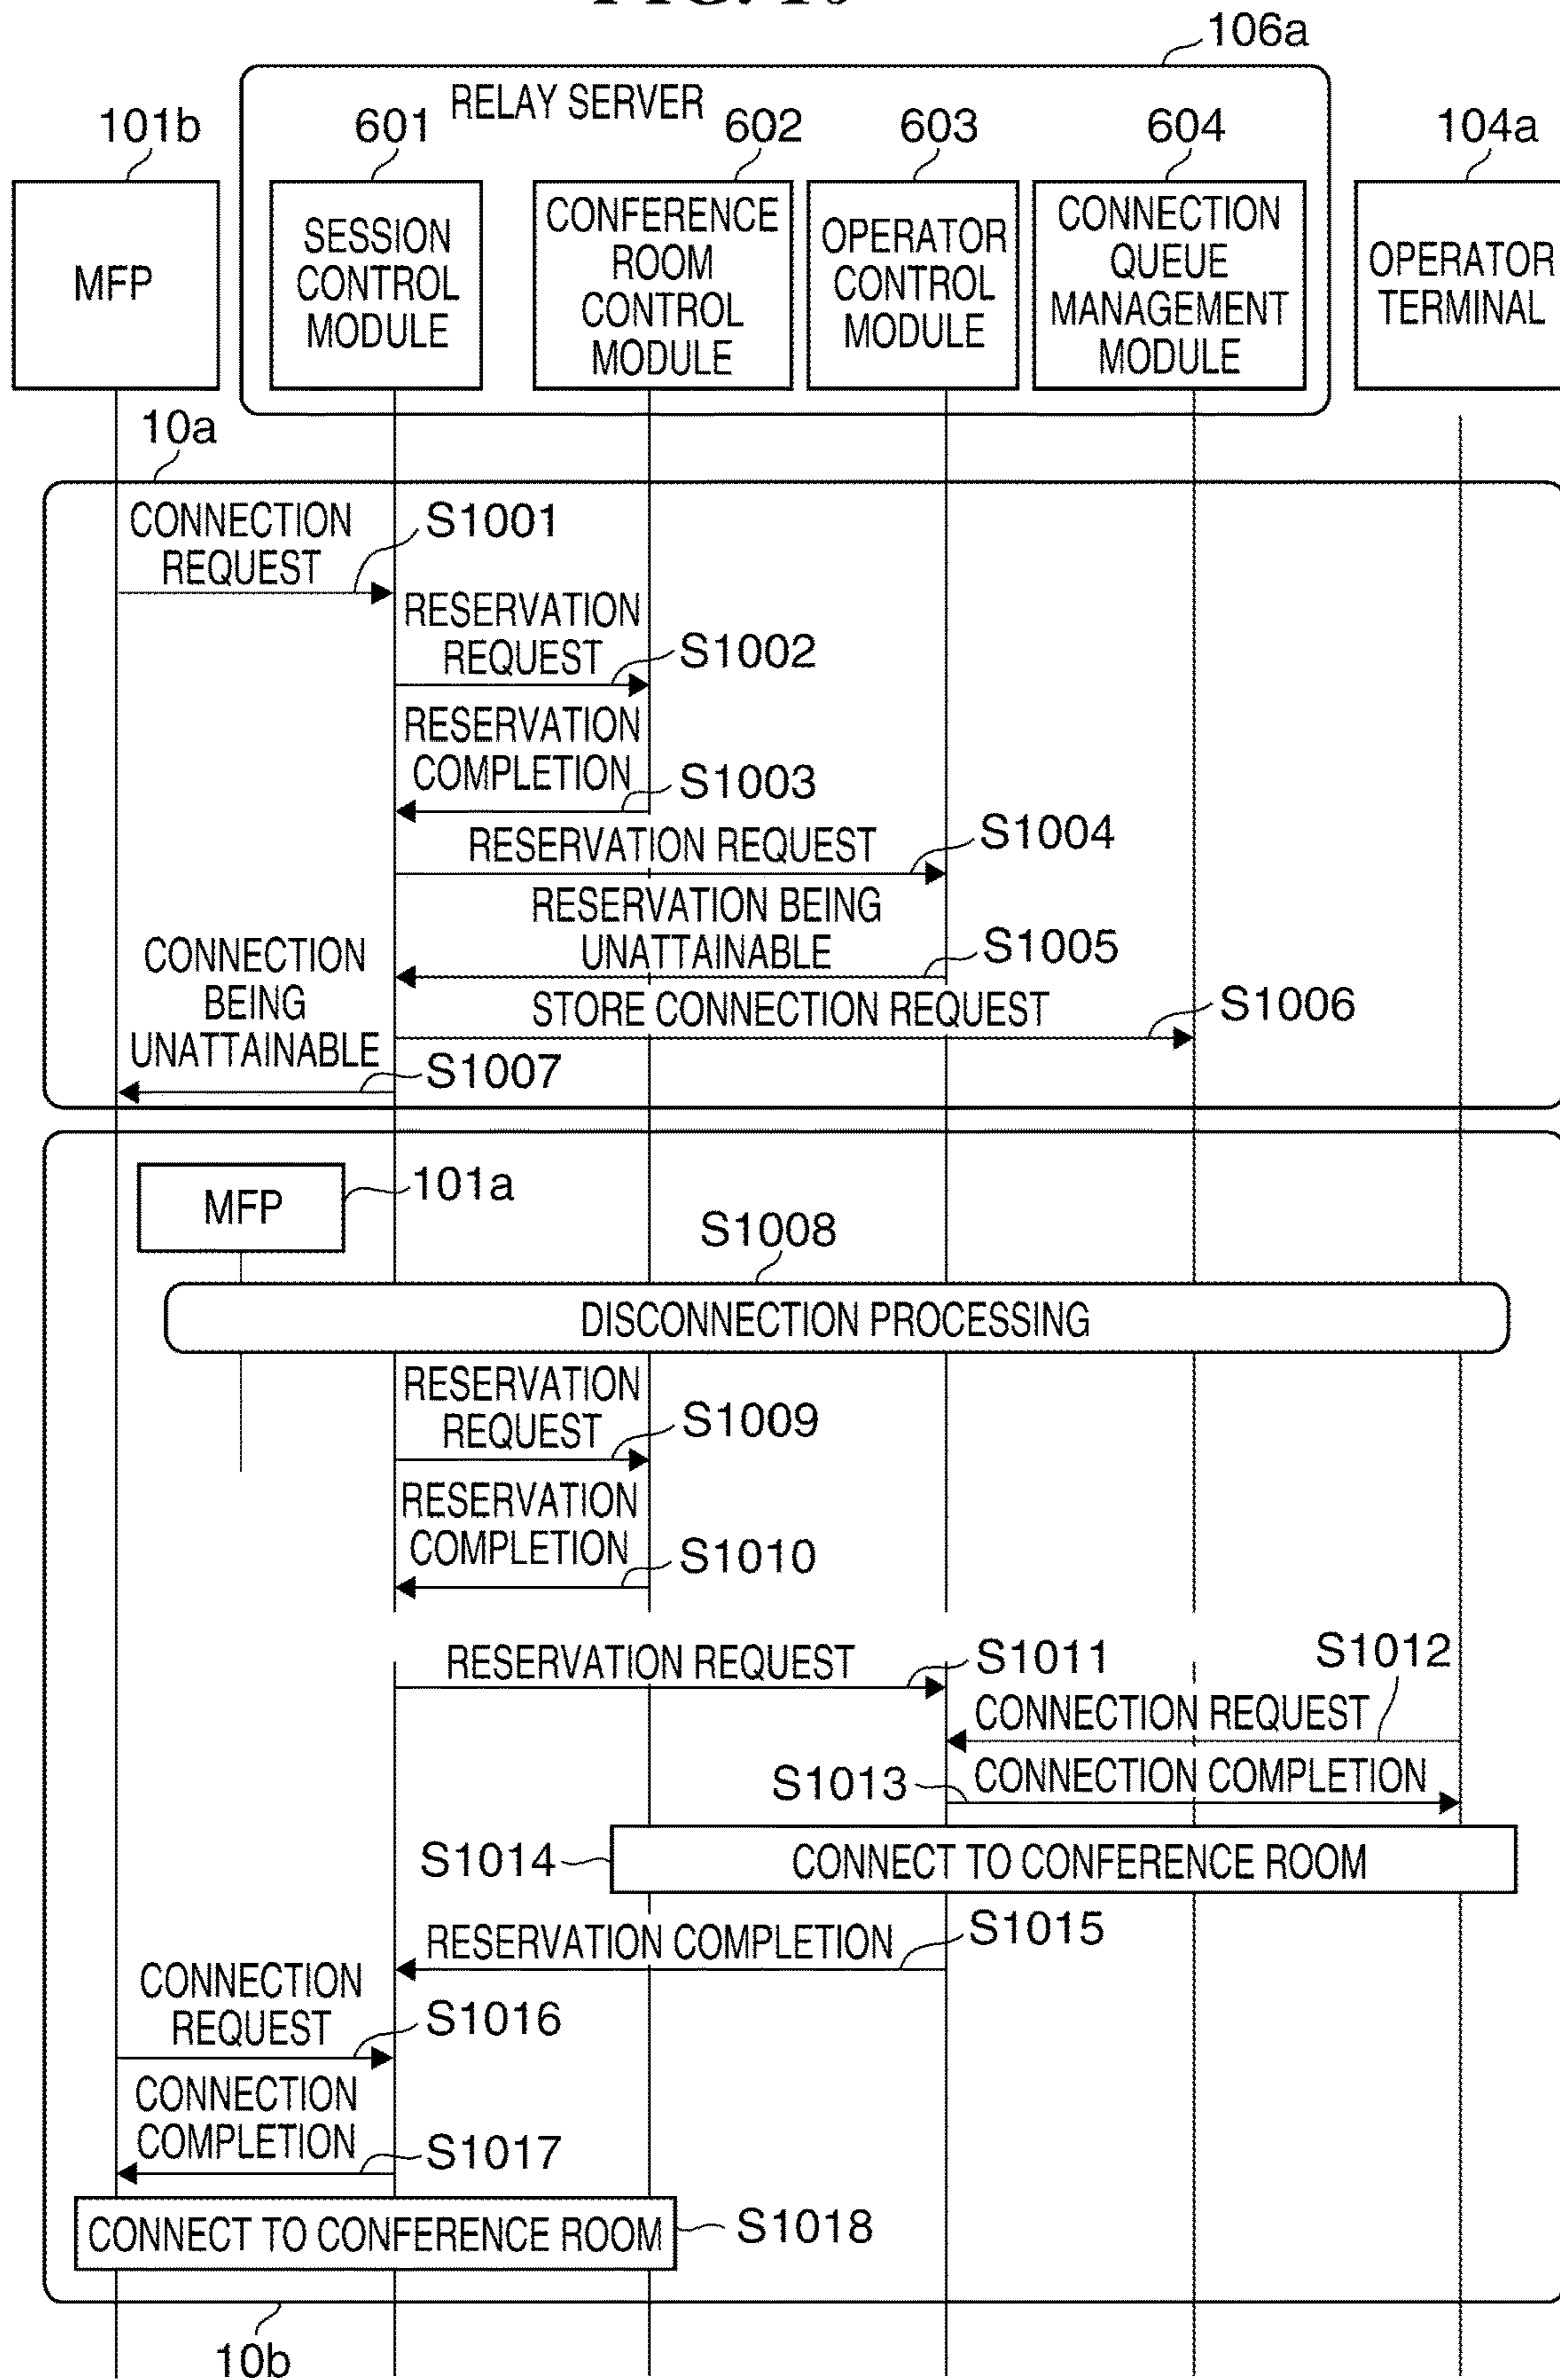 106a
RELAY SERVER
101b
601
602
603
604
104a
MFP
SESSION
CONTROL
MODULE
CONFERENCE
ROOM
CONTROL
MODULE
OPERATOR
CONTROL
MODULE
CONNECTION
QUEUE
MANAGEMENT
MODULE
OPERATOR
TERMINAL
10a
CONNECTION
REQUEST
S1001
RESERVATION
REQUEST
S1002
RESERVATION
COMPLETION
S1003
RESERVATION REQUEST
S1004
RESERVATION BEING
UNATTAINABLE
S1005
STORE CONNECTION REQUEST
S1006
CONNECTION
BEING
UNATTAINABLE
S1007
MFP
101a
S1008
DISCONNECTION PROCESSING
RESERVATION
REQUEST
S1009
RESERVATION
COMPLETION
S1010
RESERVATION REQUEST
S1011
S1012
CONNECTION REQUEST
S1013
CONNECTION COMPLETION
S1014
CONNECT TO CONFERENCE ROOM
RESERVATION COMPLETION
S1015
CONNECTION
REQUEST
S1016
CONNECTION
COMPLETION
S1017
CONNECT TO CONFERENCE ROOM
S1018
10b